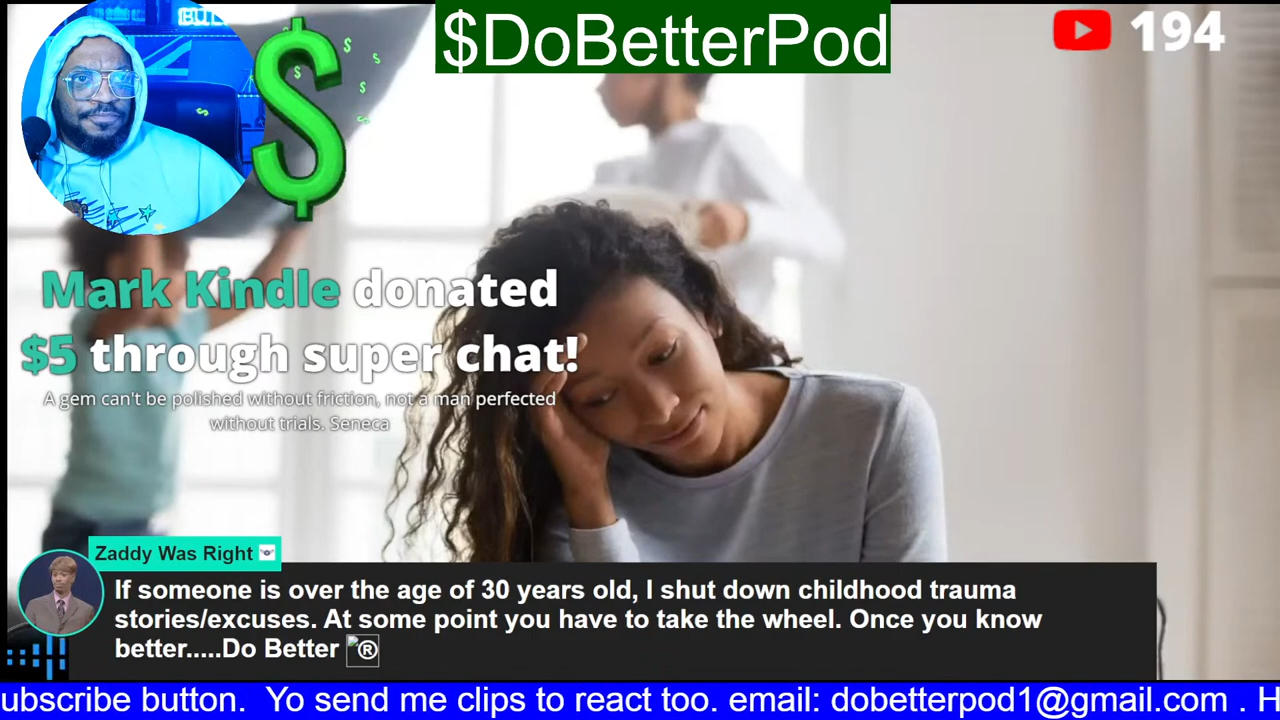 $DoBetterPod
194
Mark Kindle donated
$5 through super chat!
A gem can't be polished without friction, not a man perfected
without trials. Seneca
Zaddy Was Right
If someone is over the age of 30 years old, I shut down childhood trauma
stories/excuses. At some point you have to take the wheel. Once you know
better.....Do Better ®
ubscribe button. Yo send me clips to react too. email: dobetterpod1@gmail.com . H